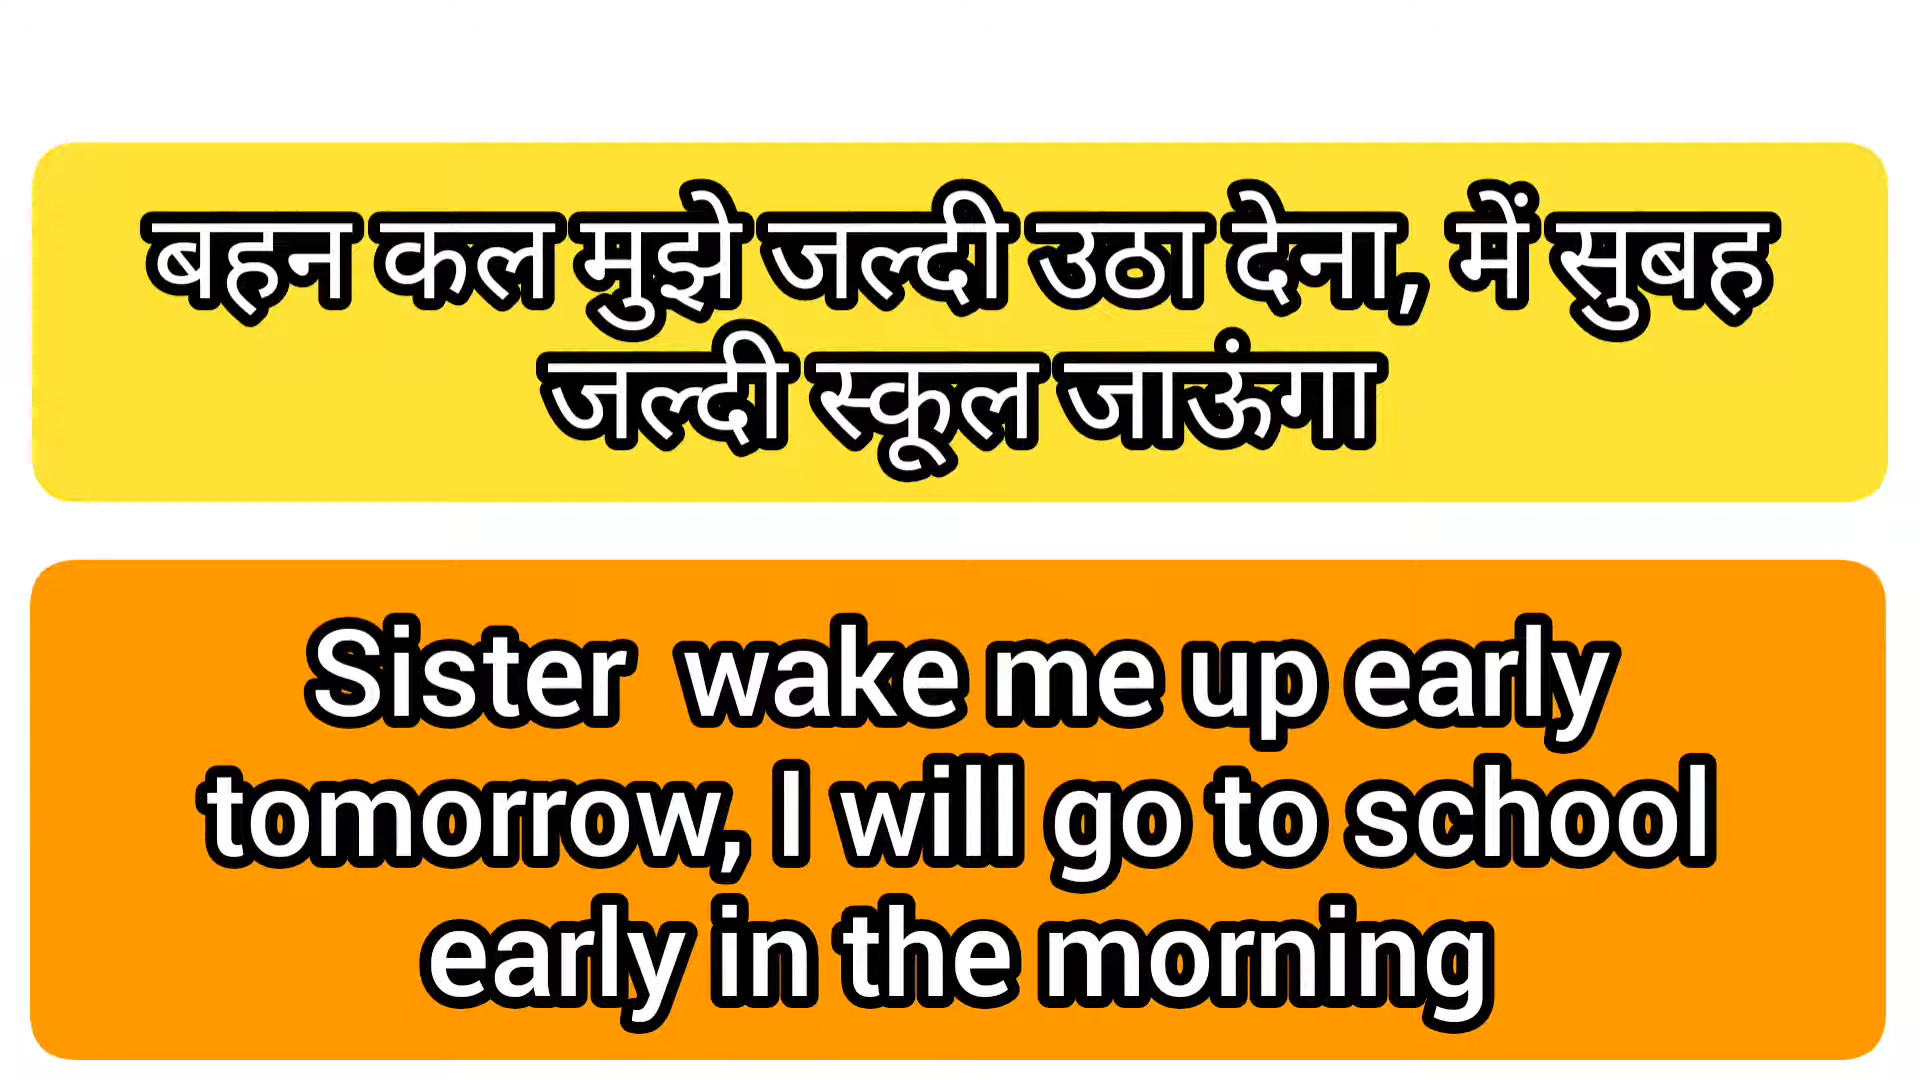 बहन कल मुझे जल्दी उठा देना, में सुबह
जल्दी स्कूल जाऊंगा
Sister  wake me up early
tomorrow, I will go to school
early in the morning